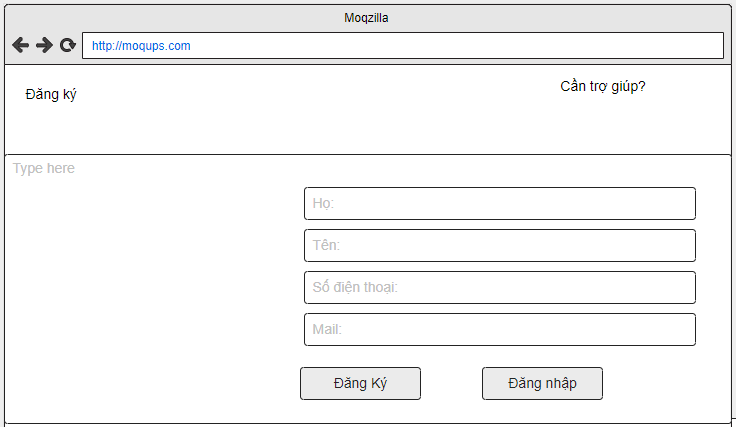 Moqzilla
http://moqups.com
Đăng ký
Cần trợ giúp?
Type here
Họ:
Tên:
Số điện thoại:
Mail:
Đăng Ký
Đăng nhập